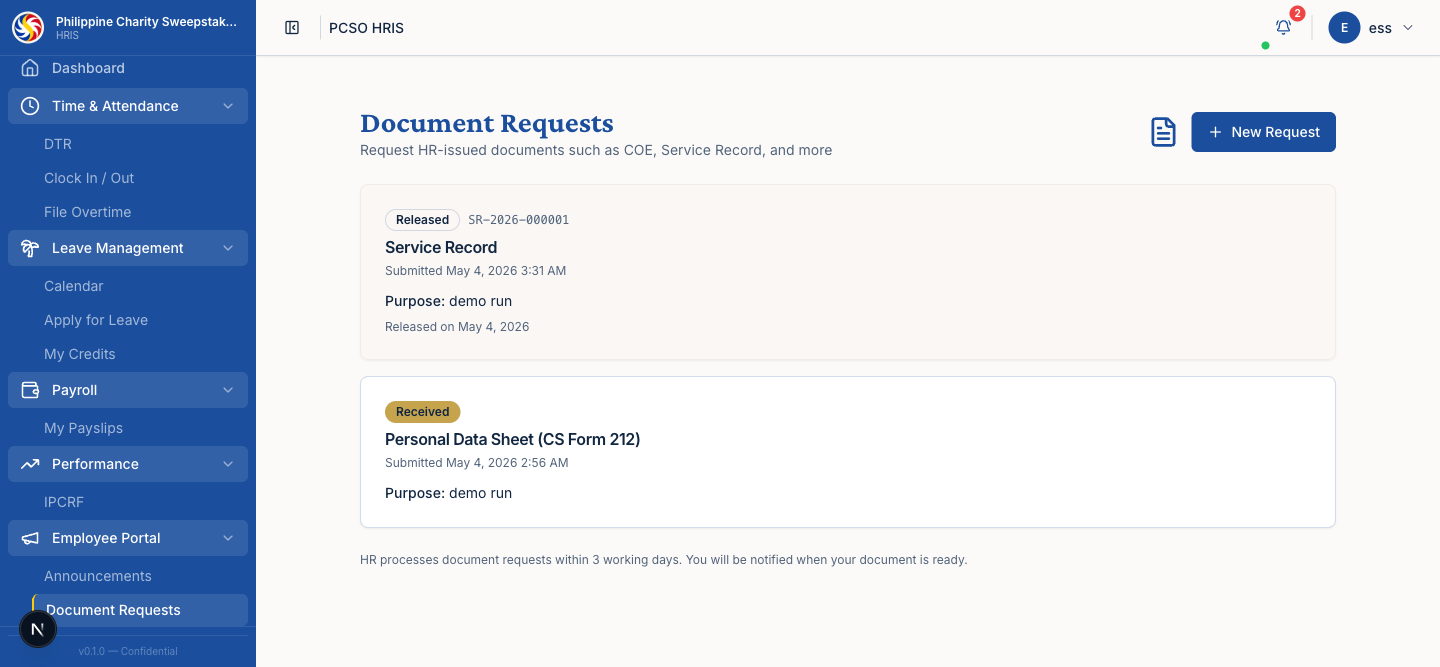 Philippine Charity Sweepstak...
HRIS
Dashboard
Time & Attendance
DTR
Clock In / Out
File Overtime
Leave Management
Calendar
Apply for Leave
My Credits
Payroll
My Payslips
Performance
IPCRF
Employee Portal
Announcements
Document Requests
N
v0.1.0 — Confidential
PCSO HRIS
2
E
ess
Document Requests
Request HR-issued documents such as COE, Service Record, and more
New Request
Released SR-2026-000001
Service Record
Submitted May 4, 2026 3:31 AM
Purpose: demo run
Released on May 4, 2026
Received
Personal Data Sheet (CS Form 212)
Submitted May 4, 2026 2:56 AM
Purpose: demo run
HR processes document requests within 3 working days. You will be notified when your document is ready.